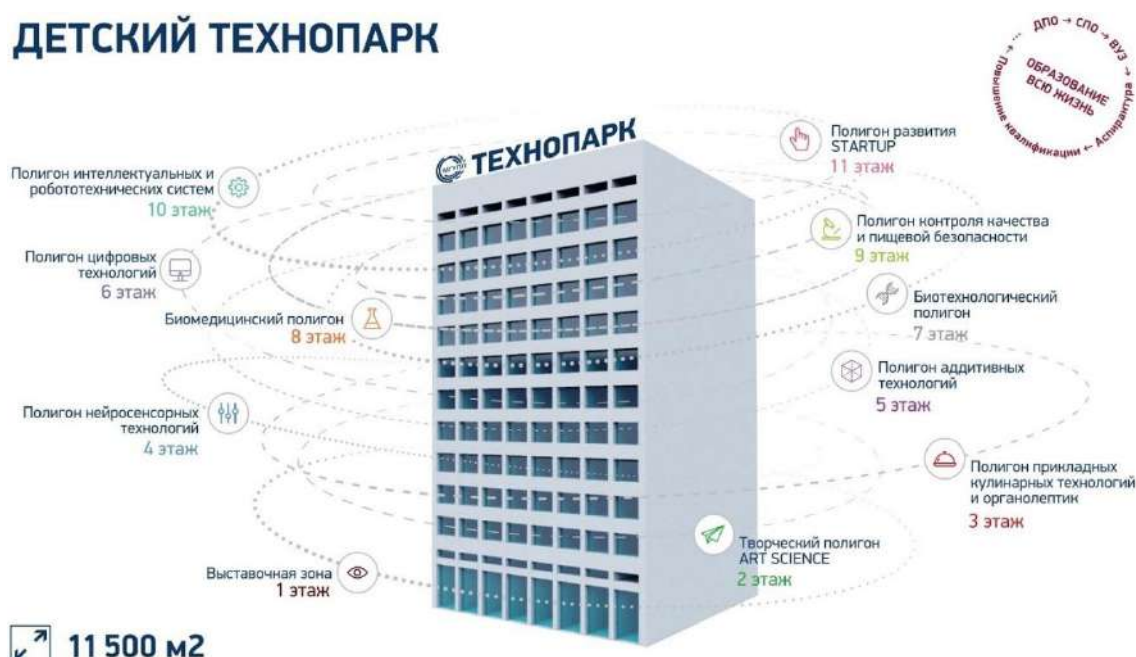 ДЕТСКИЙ ТЕХНОПАРК
ДПО → СПО → ВУЗ → Аспирантура ← Повышение квалификации → ...
ОБРАЗОВАНИЕ
ВСЮ ЖИЗНЬ
ТЕХНОПАРК
Полигон развития
STARTUP
11 этаж
Полигон интеллектуальных и
робототехнических систем
10 этаж
Полигон контроля качества
и пищевой безопасности
9 этаж
Полигон цифровых
технологий
6 этаж
Биомедицинский полигон
8 этаж
Биотехнологический
полигон
7 этаж
Полигон аддитивных
технологий
5 этаж
Полигон нейросенсорных
технологий
4 этаж
Полигон прикладных
кулинарных технологий
и органолептик
3 этаж
Творческий полигон
ART SCIENCE
2 этаж
Выставочная зона
1 этаж
11 500 м2